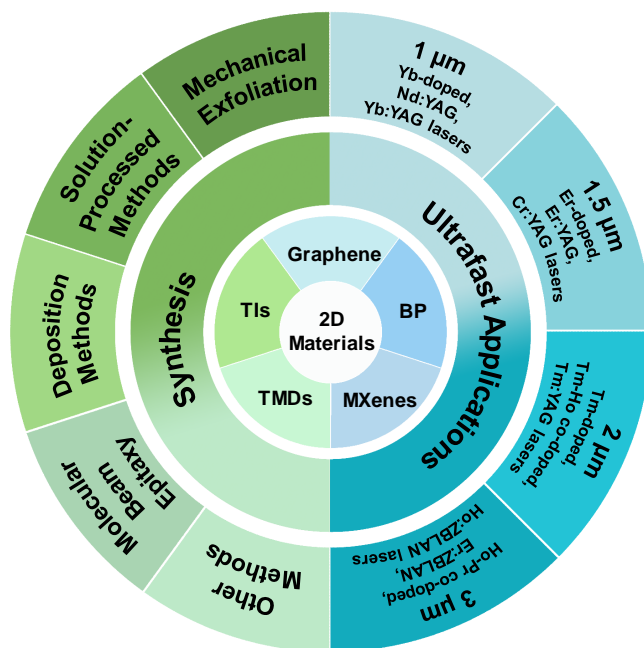 Mechanical
Exfoliation
Solution-
Processed
Methods
Deposition
Methods
Molecular
Beam
Epitaxy
Other
Methods
1 µm
Yb-doped,
Nd:YAG,
Yb:YAG lasers
1.5 µm
Er-doped,
Er:YAG,
Cr:YAG lasers
2 µm
Tm-doped,
Tm-Ho co-doped,
Tm:YAG lasers
3 µm
Ho-Pr co-doped,
Er:ZBLAN,
Ho:ZBLAN lasers
Synthesis
Ultrafast Applications
Graphene
TIs
BP
TMDs
MXenes
2D
Materials